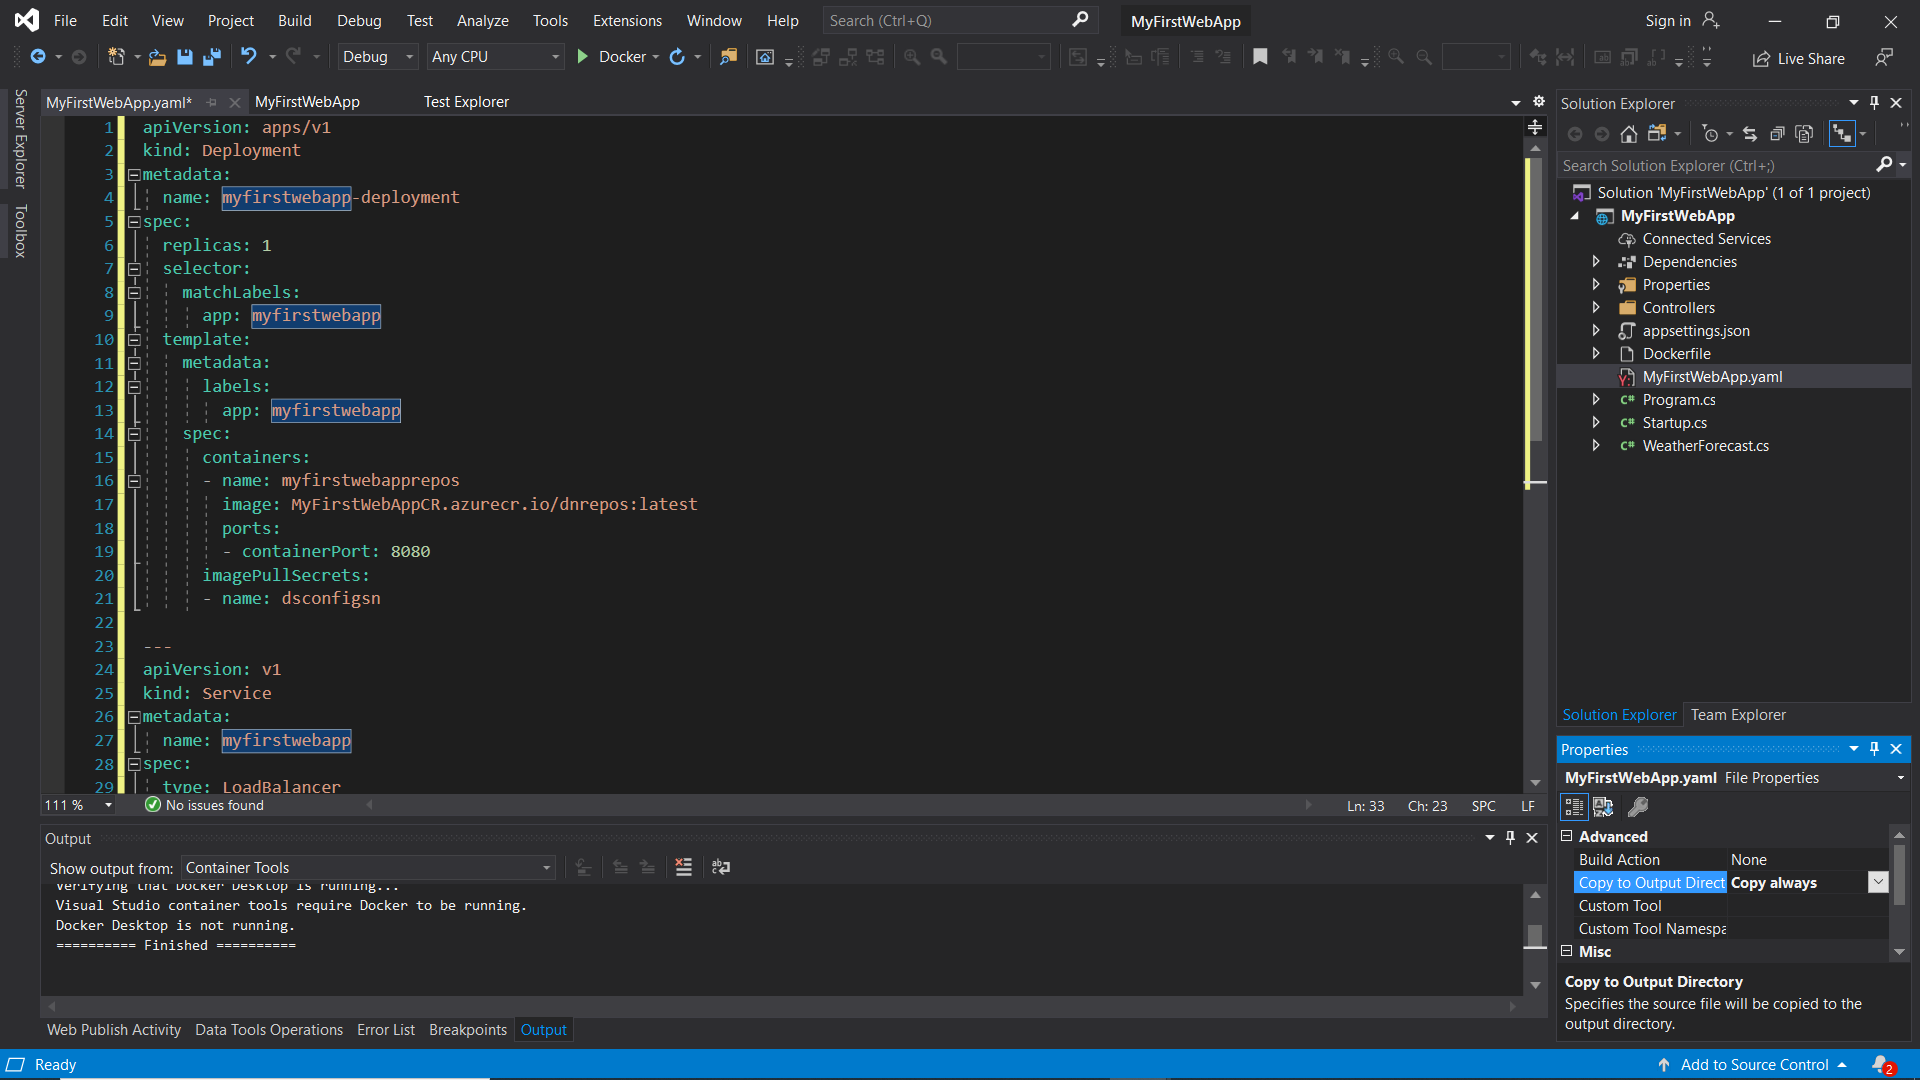 File Edit View Project Build Debug Test Analyze Tools Extensions Window Help Search (Ctrl+Q) MyFirstWebApp Sign in
Debug Any CPU Docker Live Share
Server Explorer
Toolbox
MyFirstWebApp.yaml* MyFirstWebApp Test Explorer
1 apiVersion: apps/v1
2 kind: Deployment
3 metadata:
4 name: myfirstwebapp-deployment
5 spec:
6 replicas: 1
7 selector:
8 matchLabels:
9 app: myfirstwebapp
10 template:
11 metadata:
12 labels:
13 app: myfirstwebapp
14 spec:
15 containers:
16 - name: myfirstwebapprepos
17 image: MyFirstWebAppCR.azurecr.io/dnrepos:latest
18 ports:
19 - containerPort: 8080
20 imagePullSecrets:
21 - name: dsconfigsn
22
23 ---
24 apiVersion: v1
25 kind: Service
26 metadata:
27 name: myfirstwebapp
28 spec:
29 type: LoadBalancer
111 % No issues found Ln: 33 Ch: 23 SPC LF
Output
Show output from: Container Tools
Verifying that Docker Desktop is running...
Visual Studio container tools require Docker to be running.
Docker Desktop is not running.
========== Finished ==========
Web Publish Activity Data Tools Operations Error List Breakpoints Output
Solution Explorer
Search Solution Explorer (Ctrl+;)
Solution 'MyFirstWebApp' (1 of 1 project)
MyFirstWebApp
Connected Services
Dependencies
Properties
Controllers
appsettings.json
Dockerfile
MyFirstWebApp.yaml
C# Program.cs
C# Startup.cs
C# WeatherForecast.cs
Solution Explorer Team Explorer
Properties
MyFirstWebApp.yaml File Properties
Advanced
Build Action None
Copy to Output Direct Copy always
Custom Tool
Custom Tool Namespa
Misc
Copy to Output Directory
Specifies the source file will be copied to the
output directory.
Ready Add to Source Control 2